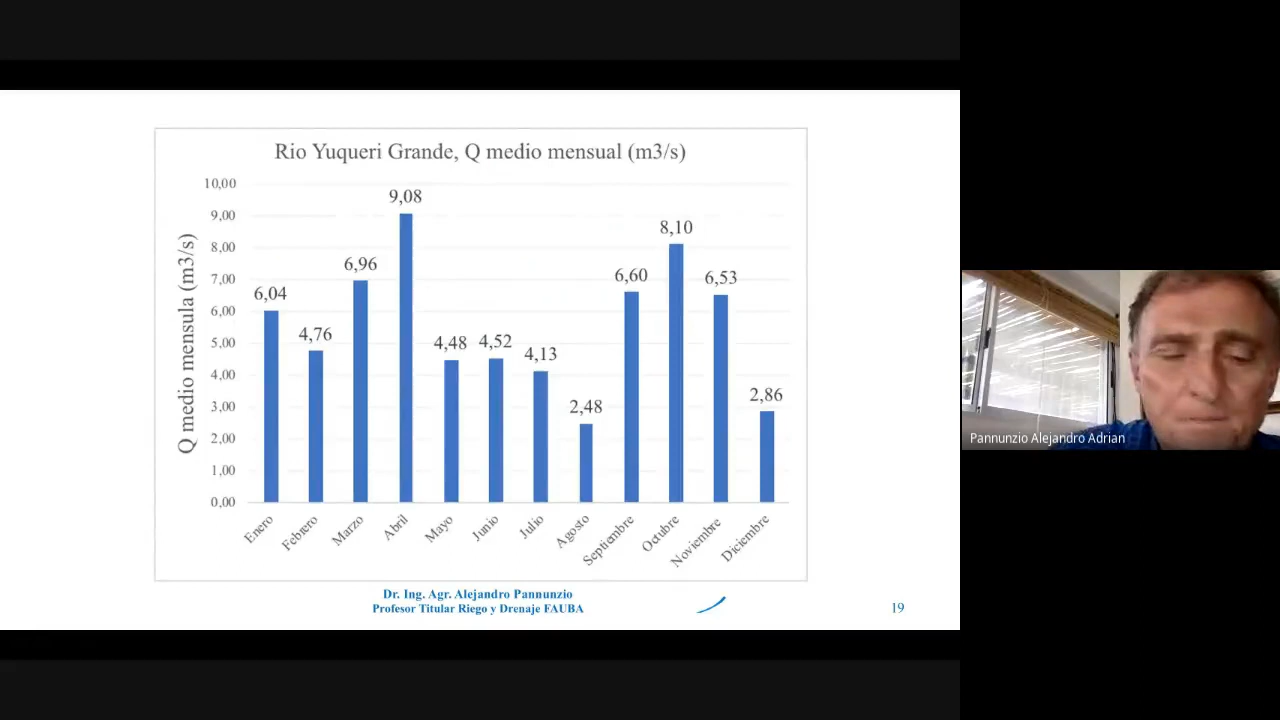 Rio Yuqueri Grande, Q medio mensual (m3/s)
Q medio mensula (m3/s)
10,00
9,00
8,00
7,00
6,00
5,00
4,00
3,00
2,00
1,00
0,00
6,04
4,76
6,96
9,08
4,48
4,52
4,13
2,48
6,60
8,10
6,53
2,86
Enero
Febrero
Marzo
Abril
Mayo
Junio
Julio
Agosto
Septiembre
Octubre
Noviembre
Diciembre
Dr. Ing. Agr. Alejandro Pannunzio
Profesor Titular Riego y Drenaje FAUBA
19
Pannunzio Alejandro Adrian